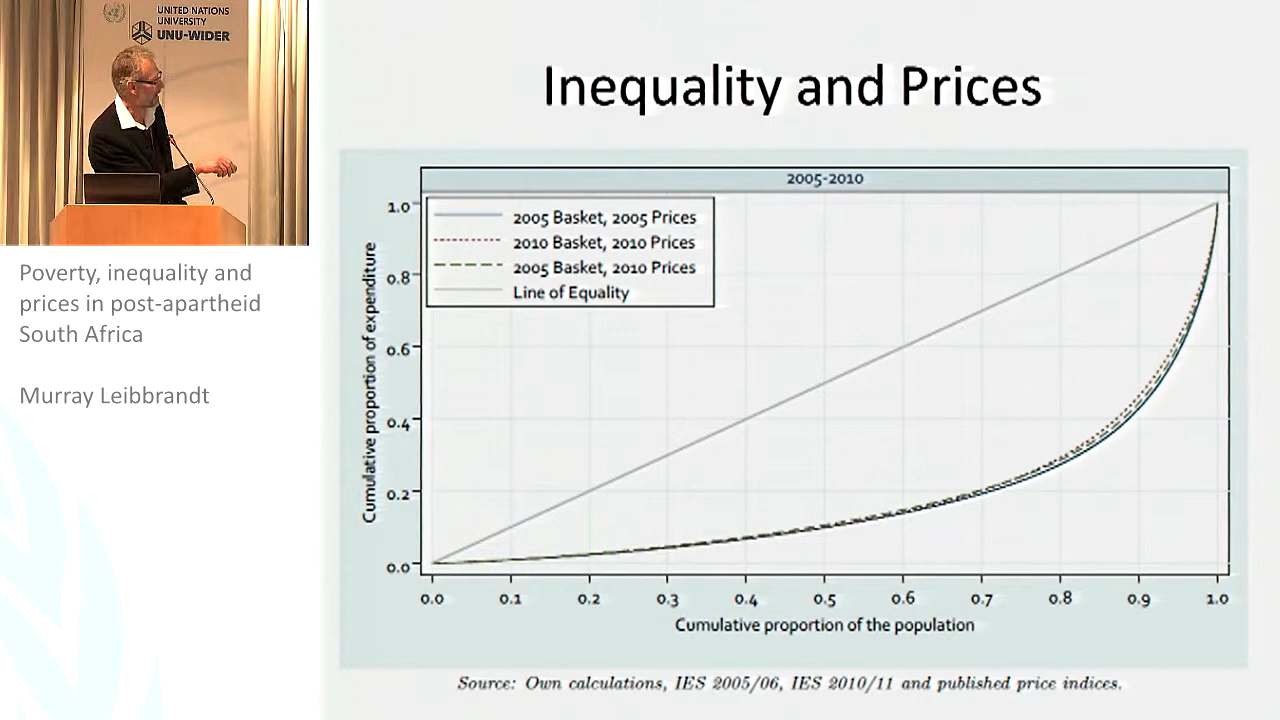 UNITED NATIONS
UNIVERSITY
UNU-WIDER
Inequality and Prices
Poverty, inequality and
prices in post-apartheid
South Africa
Murray Leibbrandt
2005-2010
2005 Basket, 2005 Prices
2010 Basket, 2010 Prices
2005 Basket, 2010 Prices
Line of Equality
Cumulative proportion of expenditure
1.0
0.8
0.6
0.4
0.2
0.0
0.0 0.1 0.2 0.3 0.4 0.5 0.6 0.7 0.8 0.9 1.0
Cumulative proportion of the population
Source: Own calculations, IES 2005/06, IES 2010/11 and published price indices.